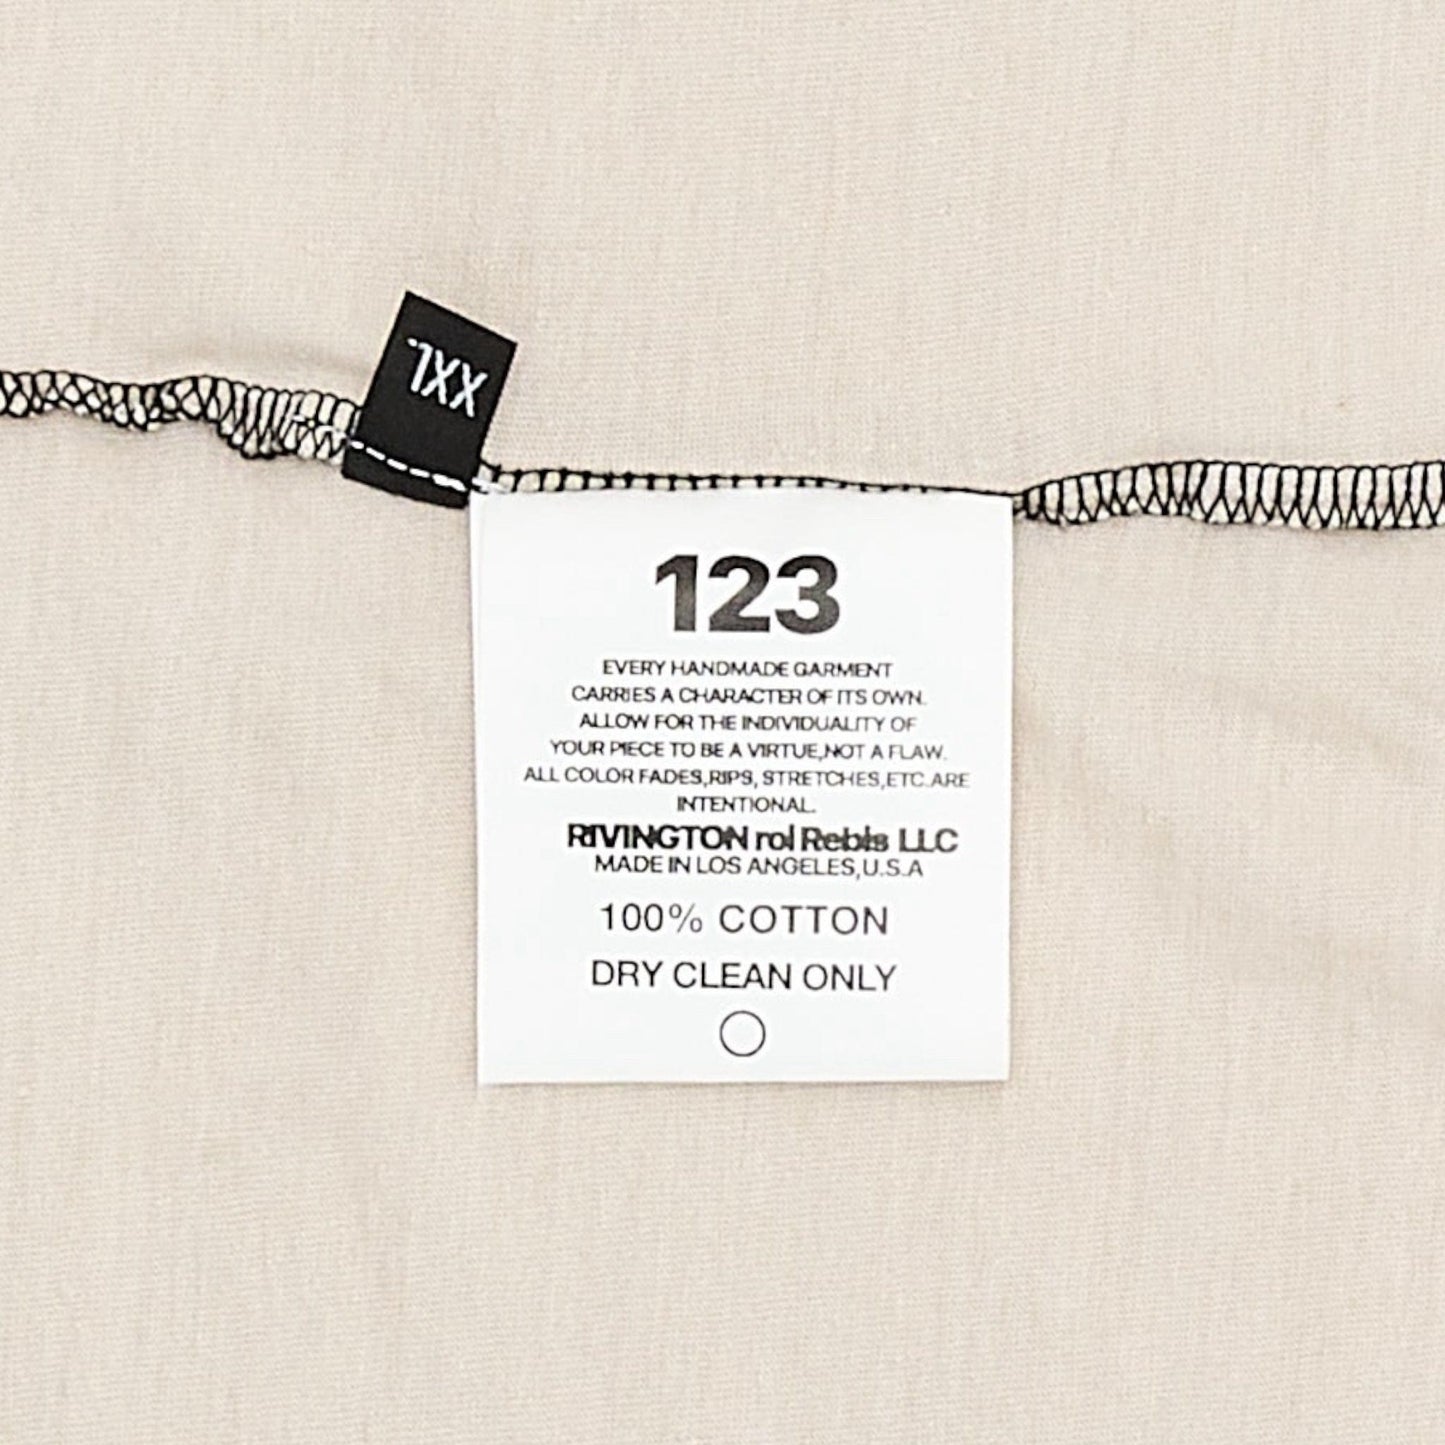 XXL
123
EVERY HANDMADE GARMENT
CARRIES A CHARACTER OF ITS OWN.
ALLOW FOR THE INDIVIDUALITY OF
YOUR PIECE TO BE A VIRTUE,NOT A FLAW.
ALL COLOR FADES,RIPS, STRETCHES,ETC.ARE
INTENTIONAL.
RIVINGTON roi Rebis LLC
MADE IN LOS ANGELES,U.S.A
100% COTTON
DRY CLEAN ONLY